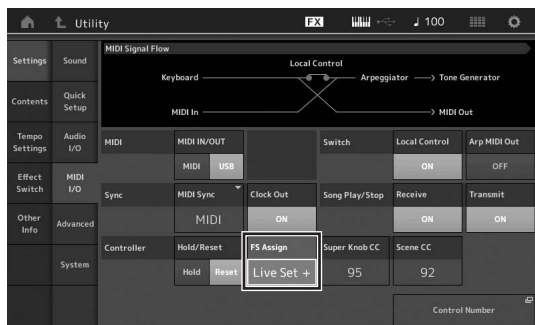 Utility FX ♩ 100
MIDI Signal Flow
Local Control
Keyboard Arpeggiator Tone Generator
MIDI In MIDI Out
Settings
Contents
Tempo Settings
Effect Switch
Other Info
Sound
Quick Setup
Audio I/O
MIDI I/O
Advanced
System
MIDI MIDI IN/OUT Switch Local Control Arp MIDI Out
MIDI USB ON OFF
Sync MIDI Sync Clock Out Song Play/Stop Receive Transmit
MIDI ON ON ON
Controller Hold/Reset FS Assign Super Knob CC Scene CC
Hold Reset Live Set + 95 92
Control Number